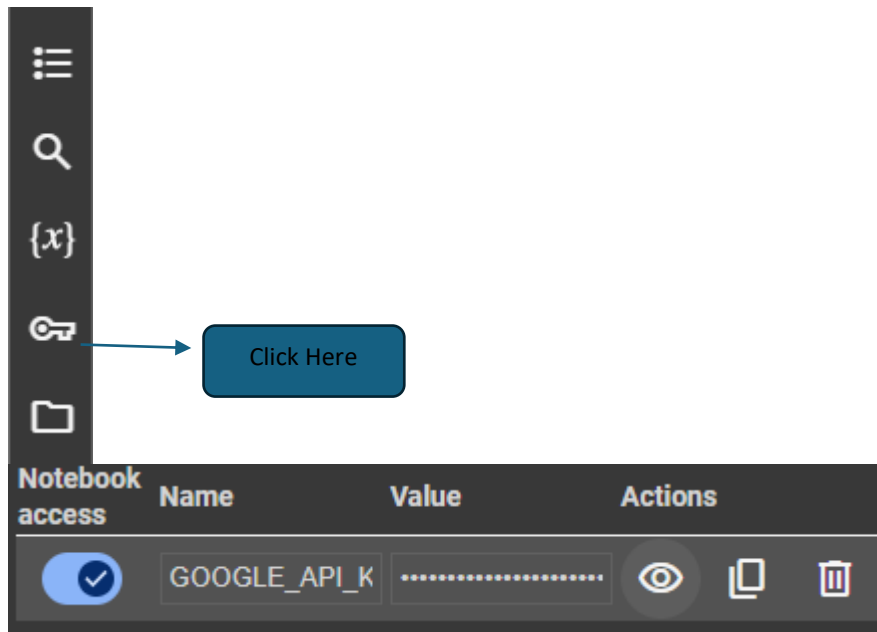 {x}
Click Here
Notebook
access
Name
Value
Actions
GOOGLE_API_K